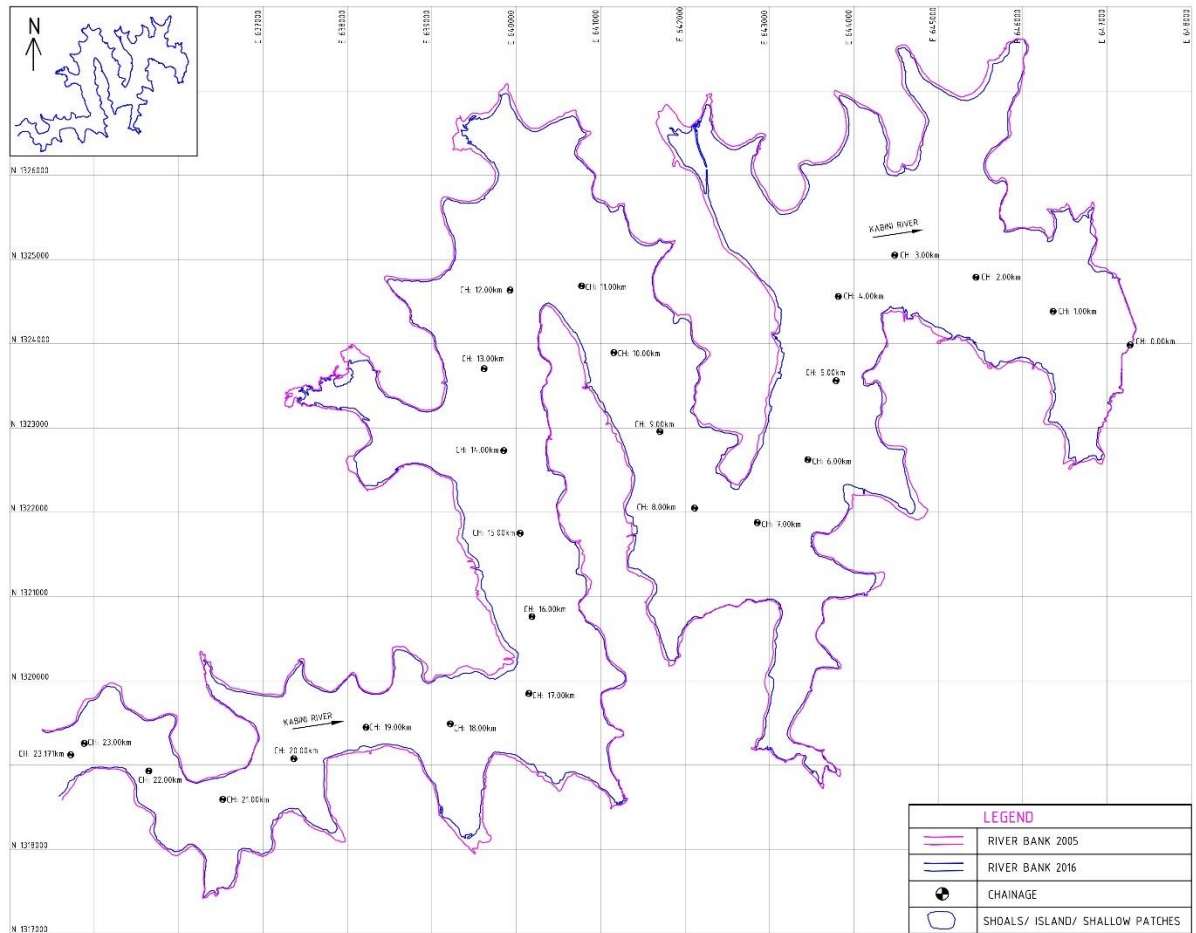 N
E 637000
E 638000
E 639000
E 640000
E 641000
E 642000
E 643000
E 644000
E 645000
E 646000
E 647000
E 648000
N 1326000
KABINI RIVER
CH: 3.00km
N 1325000
CH: 2.00km
CH: 12.00km
CH: 11.00km
CH: 4.00km
CH: 1.00km
N 1324000
CH: 0.00km
CH: 10.00km
CH: 13.00km
CH: 5.00km
N 1323000
CH: 9.00km
CH: 14.00km
CH: 6.00km
N 1322000
CH: 8.00km
CH: 7.00km
CH: 15.00km
N 1321000
CH: 16.00km
N 1320000
CH: 17.00km
KABINI RIVER
CH: 19.00km
CH: 18.00km
CH: 23.00km
CH: 23.171km
CH: 20.00km
CH: 22.00km
CH: 21.00km
N 1318000
LEGEND
RIVER BANK 2005
RIVER BANK 2016
CHAINAGE
SHOALS/ ISLAND/ SHALLOW PATCHES
N 1317000